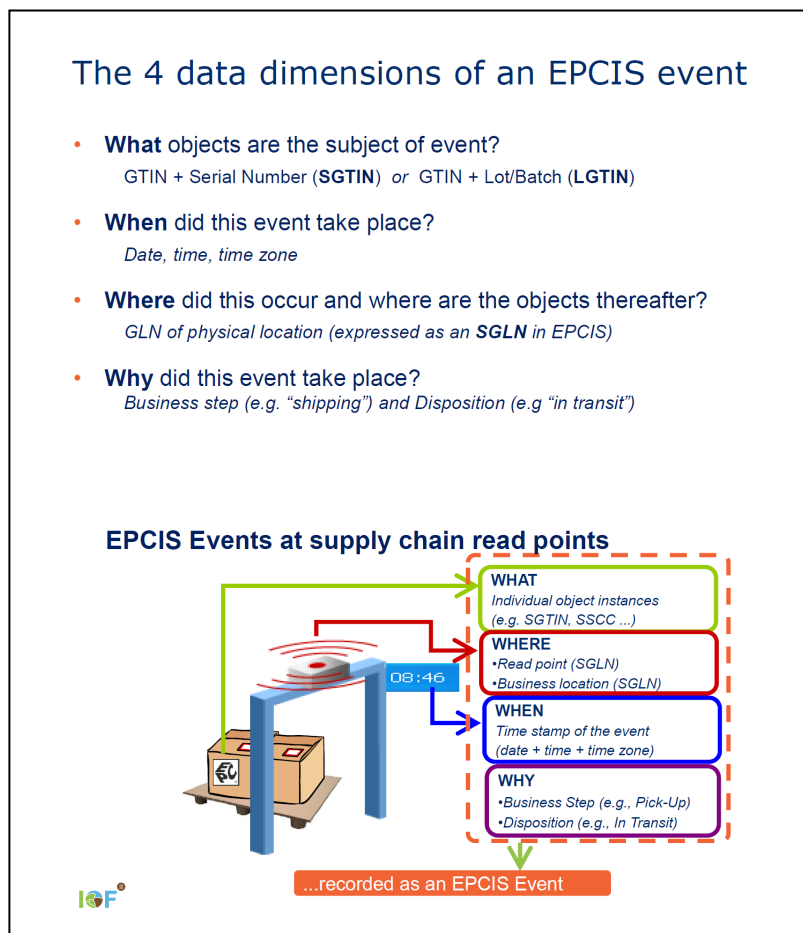 The 4 data dimensions of an EPCIS event
• What objects are the subject of event?
GTIN + Serial Number (SGTIN) or GTIN + Lot/Batch (LGTIN)
• When did this event take place?
Date, time, time zone
• Where did this occur and where are the objects thereafter?
GLN of physical location (expressed as an SGLN in EPCIS)
• Why did this event take place?
Business step (e.g. “shipping”) and Disposition (e.g “in transit”)
EPCIS Events at supply chain read points
WHAT
Individual object instances
(e.g. SGTIN, SSCC ...)
WHERE
•Read point (SGLN)
•Business location (SGLN)
08:46
WHEN
Time stamp of the event
(date + time + time zone)
EPC
WHY
•Business Step (e.g., Pick-Up)
•Disposition (e.g., In Transit)
...recorded as an EPCIS Event
IOF